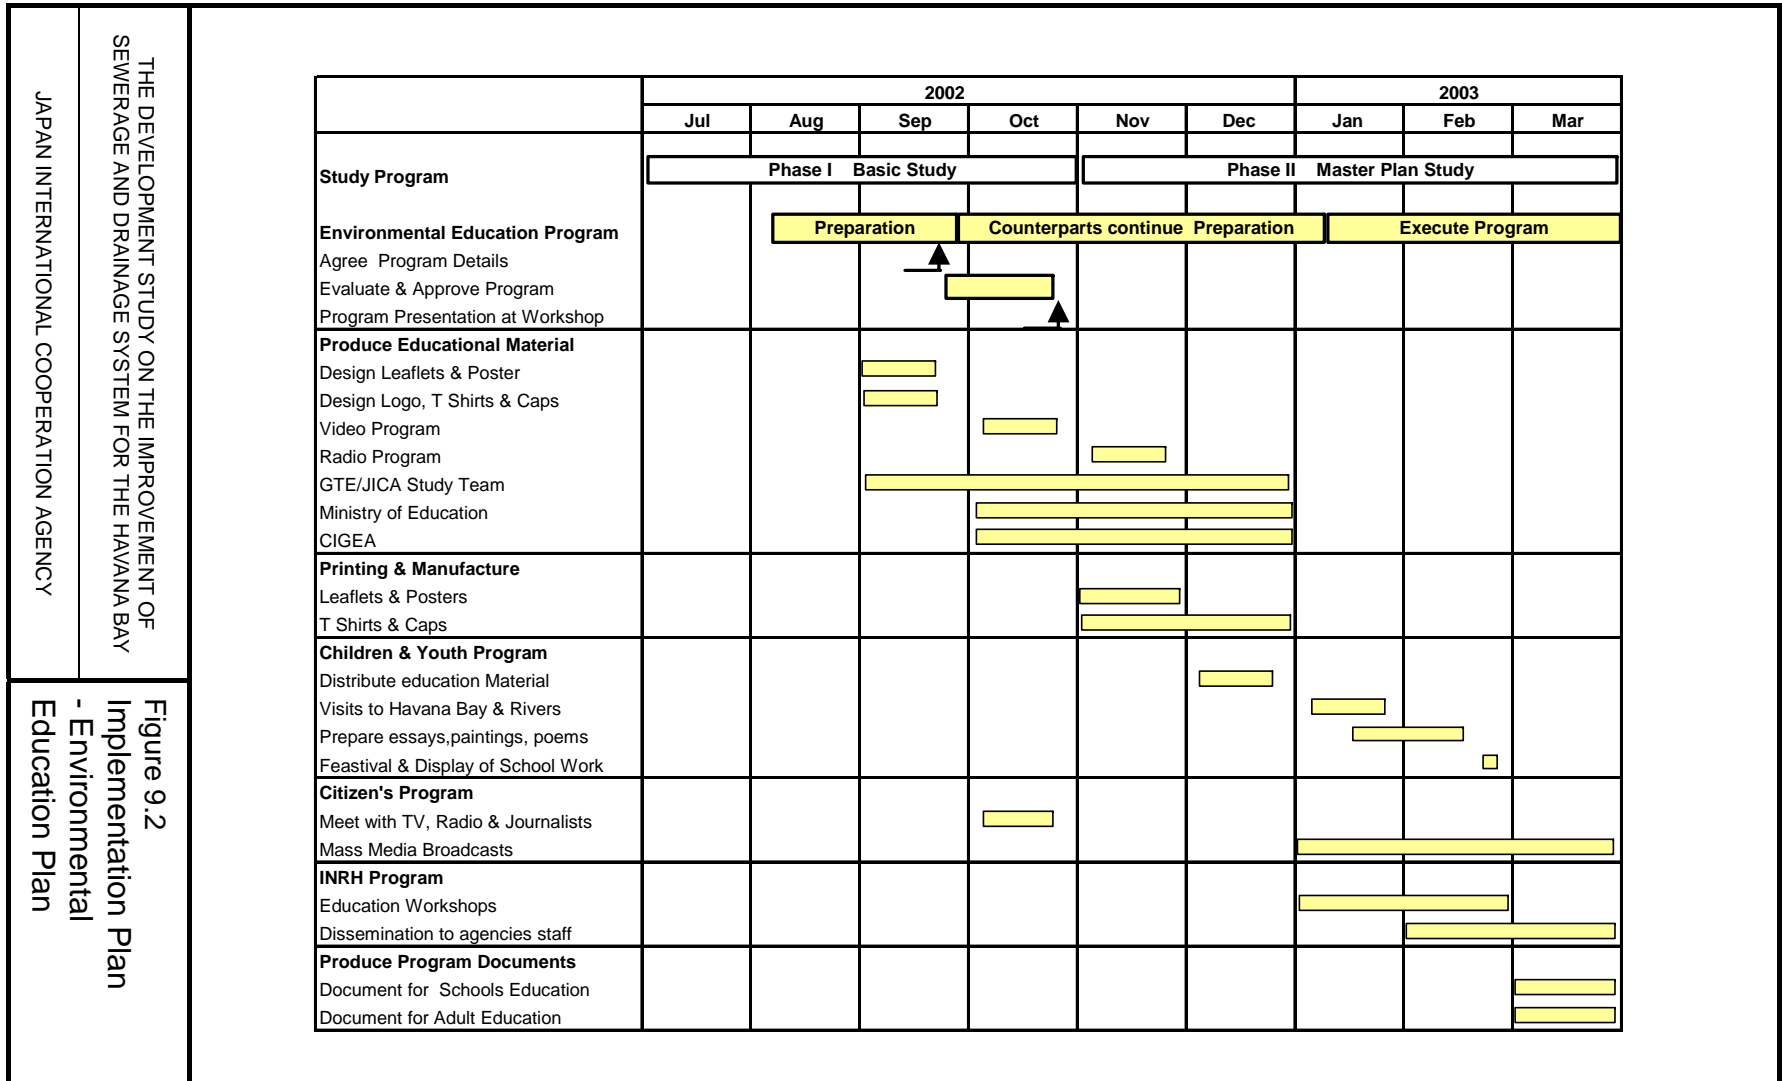 THE DEVELOPMENT STUDY ON THE IMPROVEMENT OF
SEWERAGE AND DRAINAGE SYSTEM FOR THE HAVANA BAY
JAPAN INTERNATIONAL COOPERATION AGENCY
Figure 9.2
Implementation Plan
- Environmental
Education Plan
2002 2003
Jul Aug Sep Oct Nov Dec Jan Feb Mar
Study Program Phase I Basic Study Phase II Master Plan Study
Environmental Education Program Preparation Counterparts continue Preparation Execute Program
Agree Program Details
Evaluate & Approve Program
Program Presentation at Workshop
Produce Educational Material
Design Leaflets & Poster
Design Logo, T Shirts & Caps
Video Program
Radio Program
GTE/JICA Study Team
Ministry of Education
CIGEA
Printing & Manufacture
Leaflets & Posters
T Shirts & Caps
Children & Youth Program
Distribute education Material
Visits to Havana Bay & Rivers
Prepare essays,paintings, poems
Feastival & Display of School Work
Citizen's Program
Meet with TV, Radio & Journalists
Mass Media Broadcasts
INRH Program
Education Workshops
Dissemination to agencies staff
Produce Program Documents
Document for Schools Education
Document for Adult Education